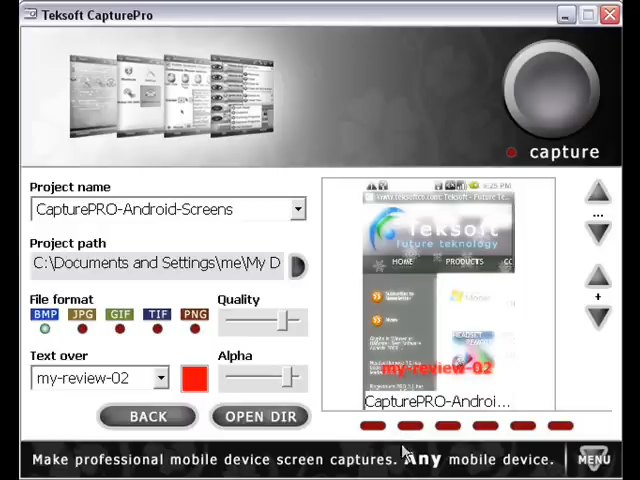 Teksoft CapturePro
capture
Project name
CapturePRO-Android-Screens
Project path
C:\Documents and Settings\me\My D
File format
BMP JPG GIF TIF PNG
Quality
Text over
my-review-02
Alpha
BACK
OPEN DIR
Teksoft
future teknology
HOME PRODUCTS
News
my-review-02
CapturePRO-Androi...
...
+
Make professional mobile device screen captures. Any mobile device.
MENU